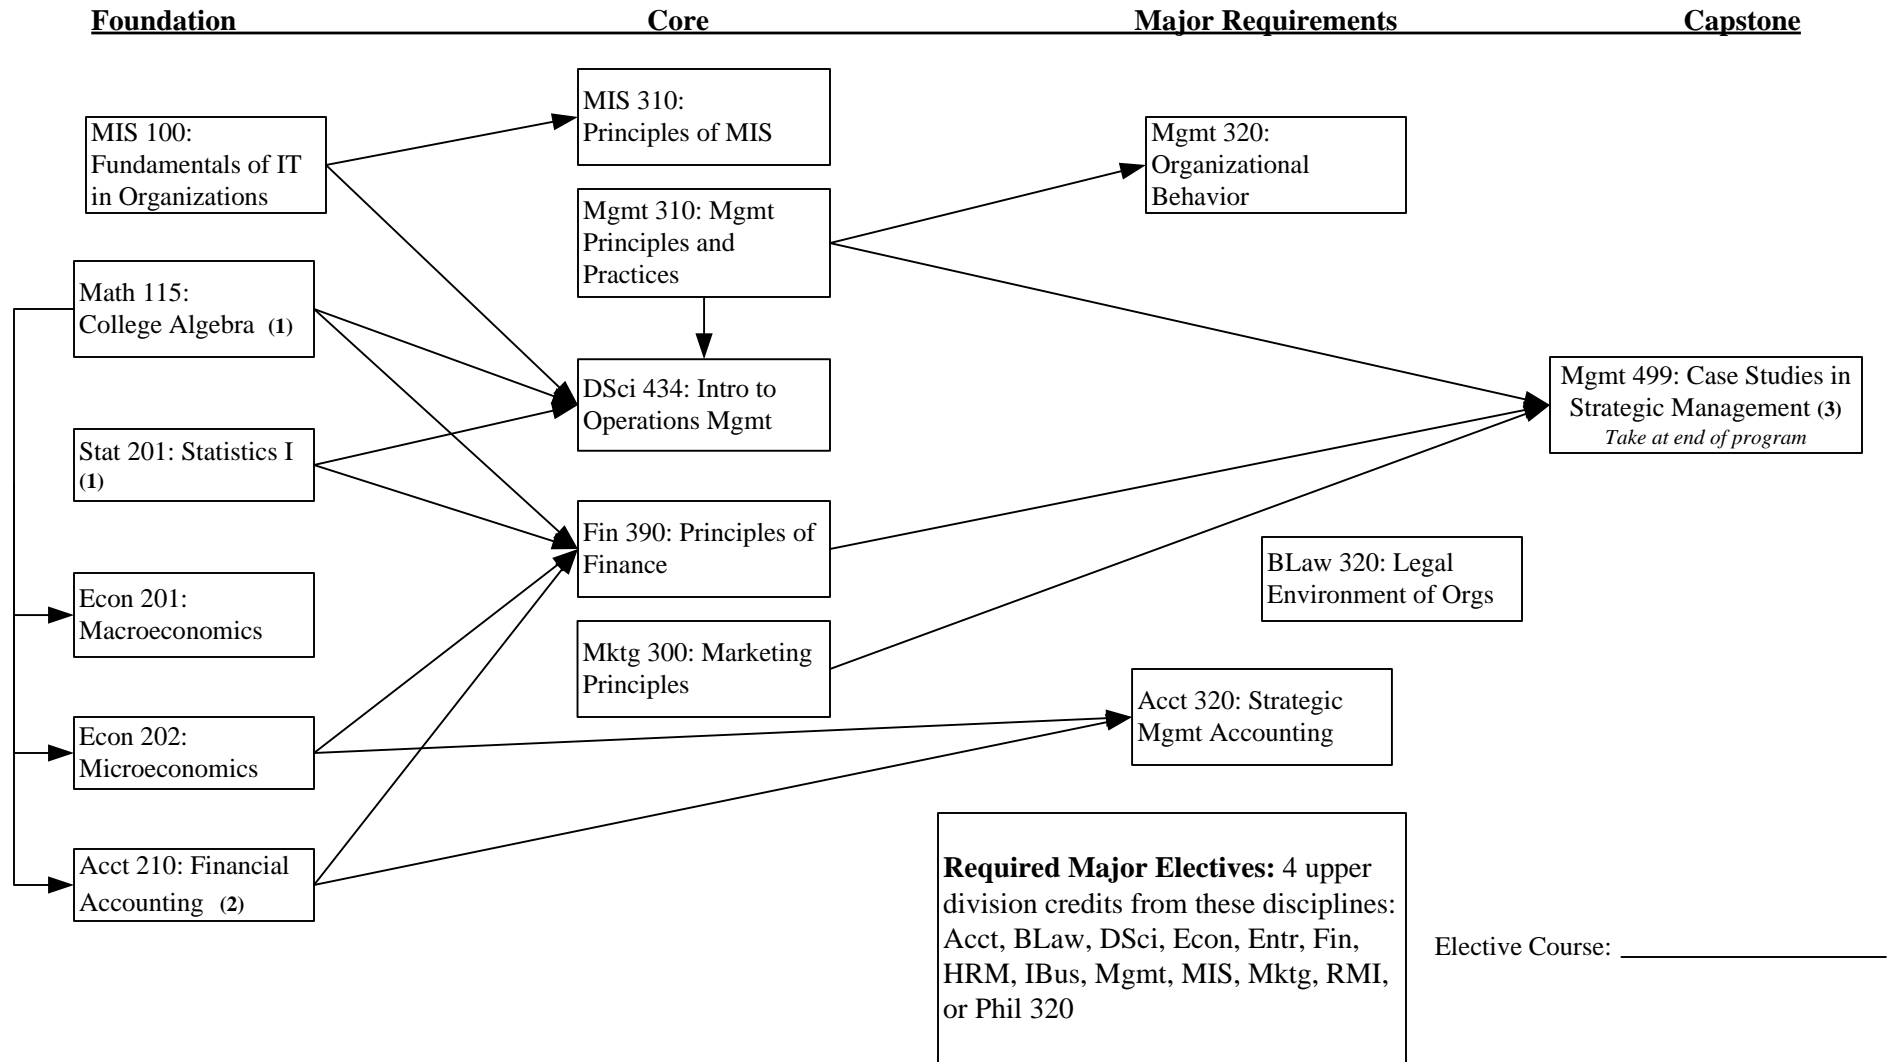 Foundation
Core
Major Requirements
Capstone
MIS 100:
Fundamentals of IT
in Organizations
Math 115:
College Algebra (1)
Stat 201: Statistics I
(1)
Econ 201:
Macroeconomics
Econ 202:
Microeconomics
Acct 210: Financial
Accounting (2)
MIS 310:
Principles of MIS
Mgmt 310: Mgmt
Principles and
Practices
DSci 434: Intro to
Operations Mgmt
Fin 390: Principles of
Finance
Mktg 300: Marketing
Principles
Mgmt 320:
Organizational
Behavior
BLaw 320: Legal
Environment of Orgs
Acct 320: Strategic
Mgmt Accounting
Required Major Electives: 4 upper
division credits from these disciplines:
Acct, BLaw, DSci, Econ, Entr, Fin,
HRM, IBus, Mgmt, MIS, Mktg, RMI,
or Phil 320
Mgmt 499: Case Studies in
Strategic Management (3)
Take at end of program
Elective Course: